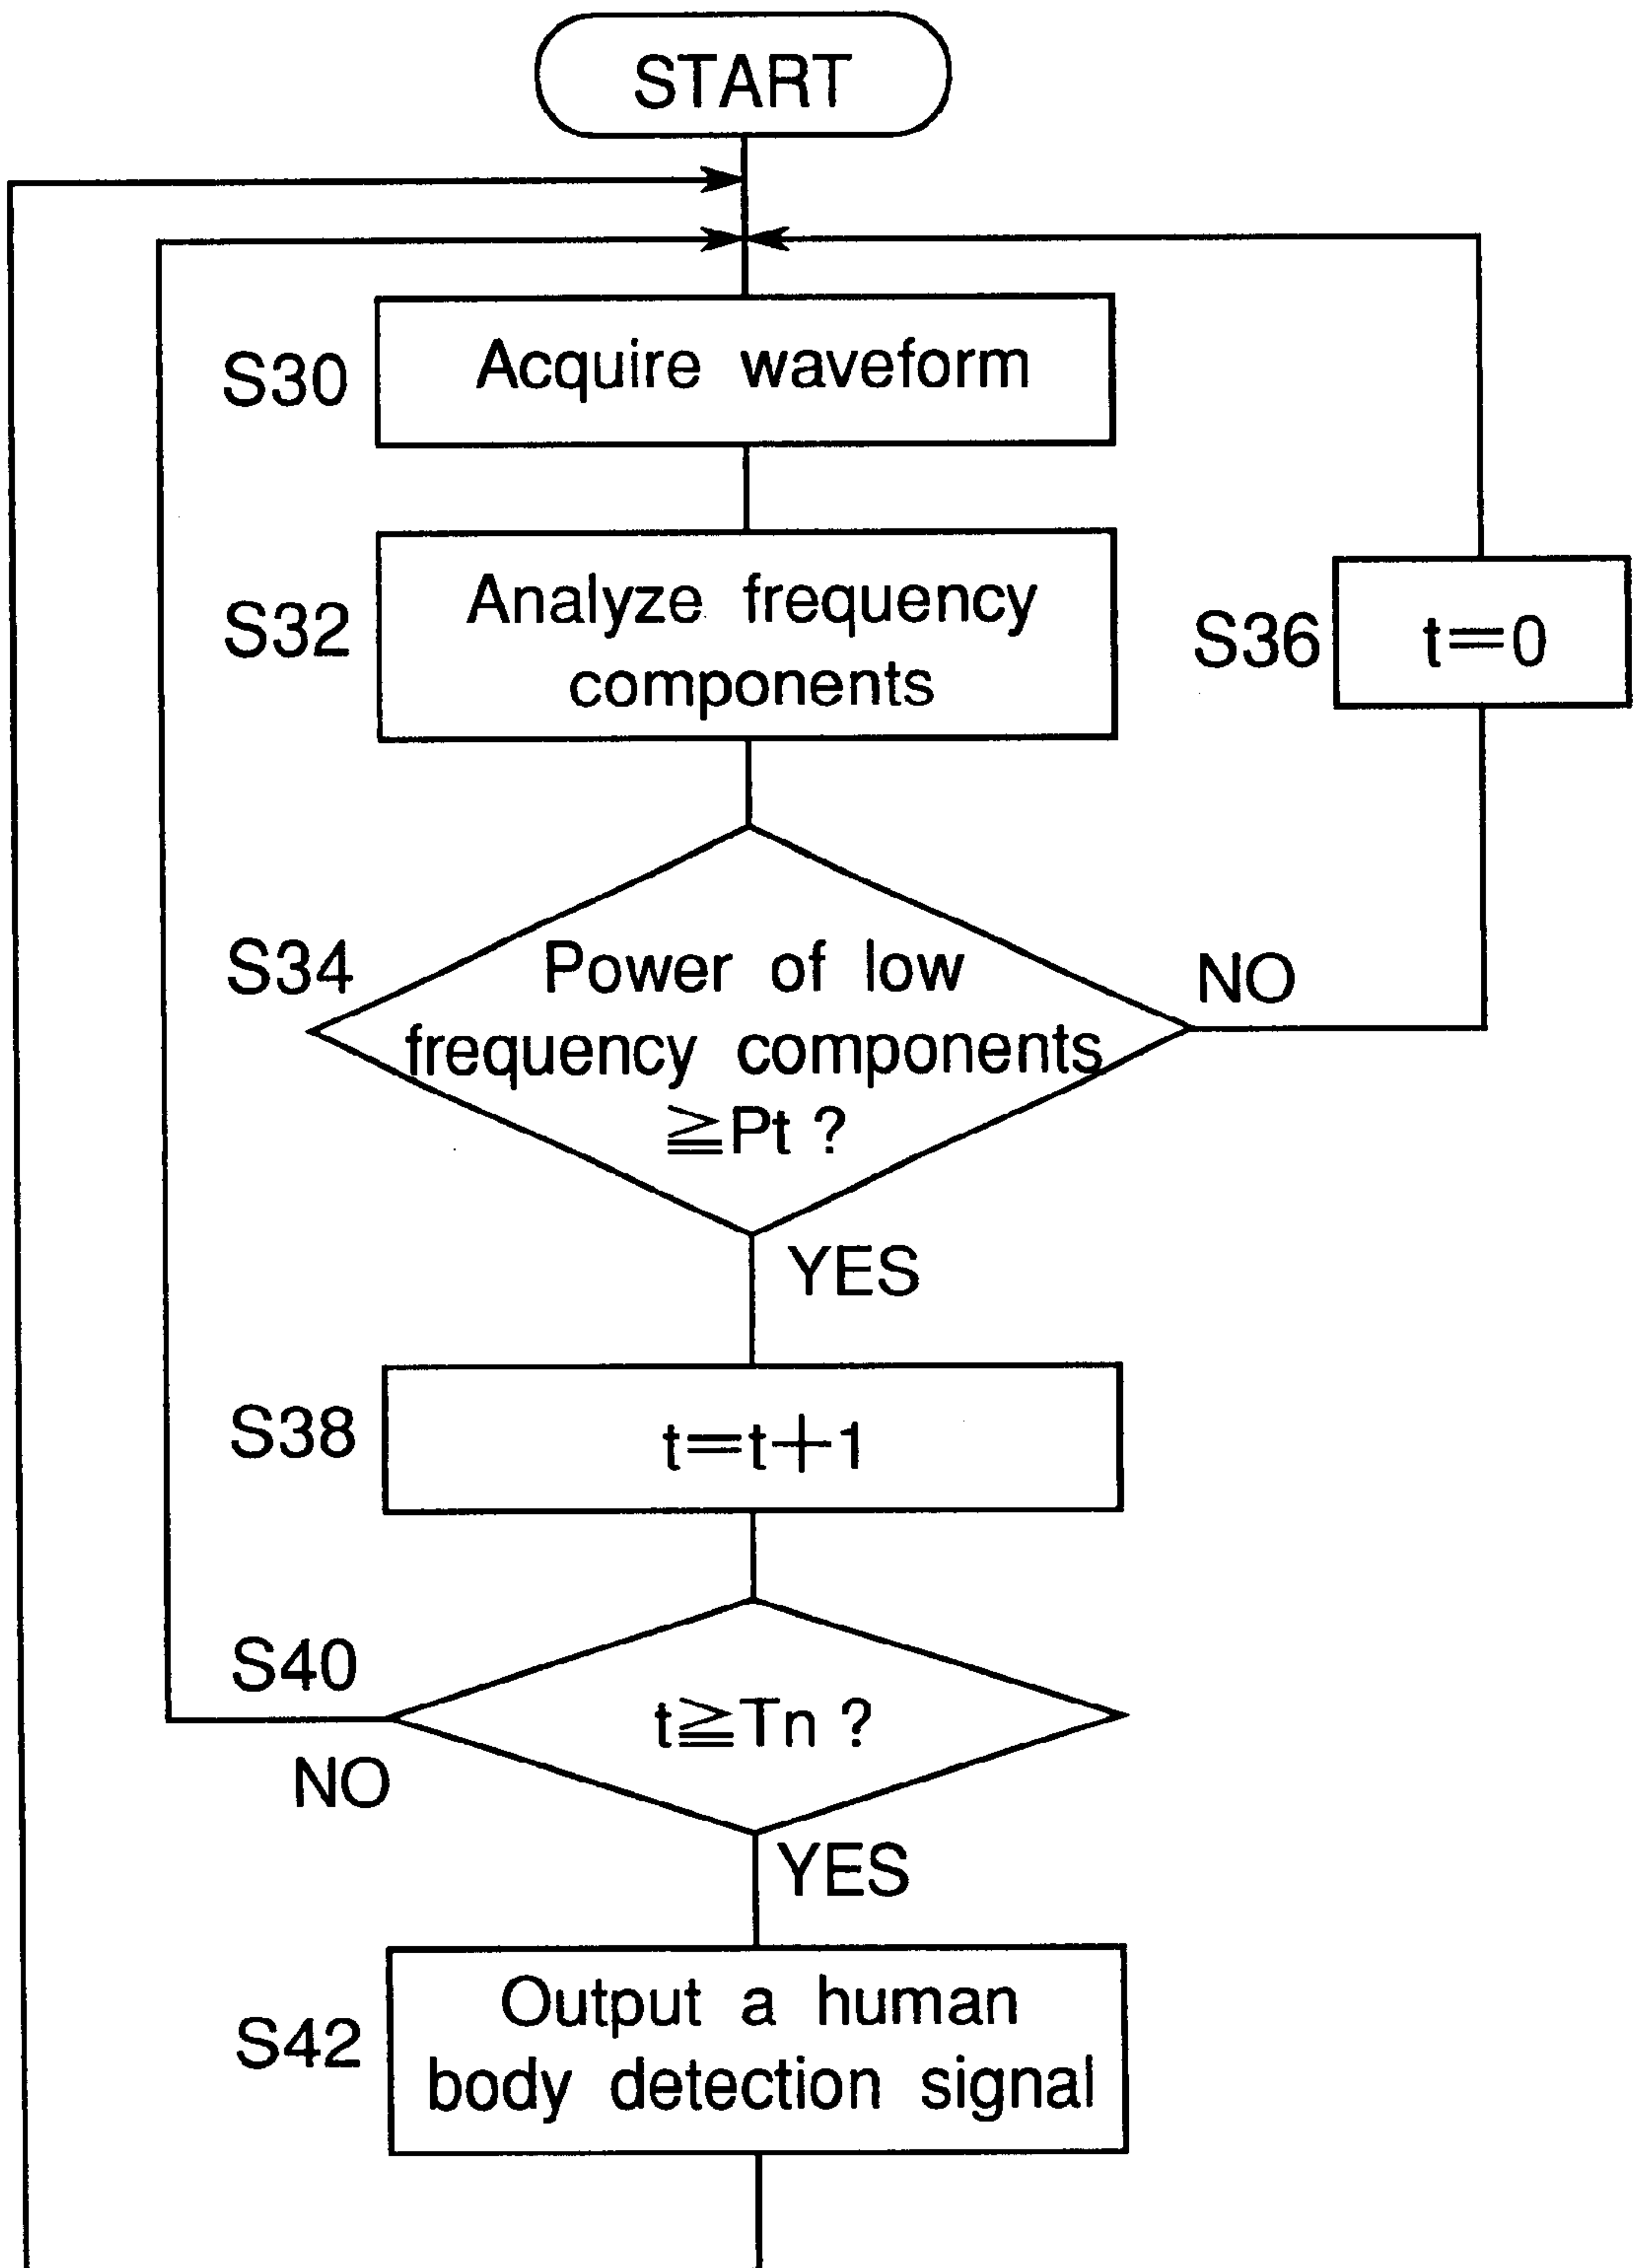 START
S30
Acquire waveform
S32
Analyze frequency
components
S36
t=0
S34
Power of low
frequency components
≧Pt ?
NO
YES
S38
t=t+1
S40
t≧Tn ?
NO
YES
S42
Output a human
body detection signal